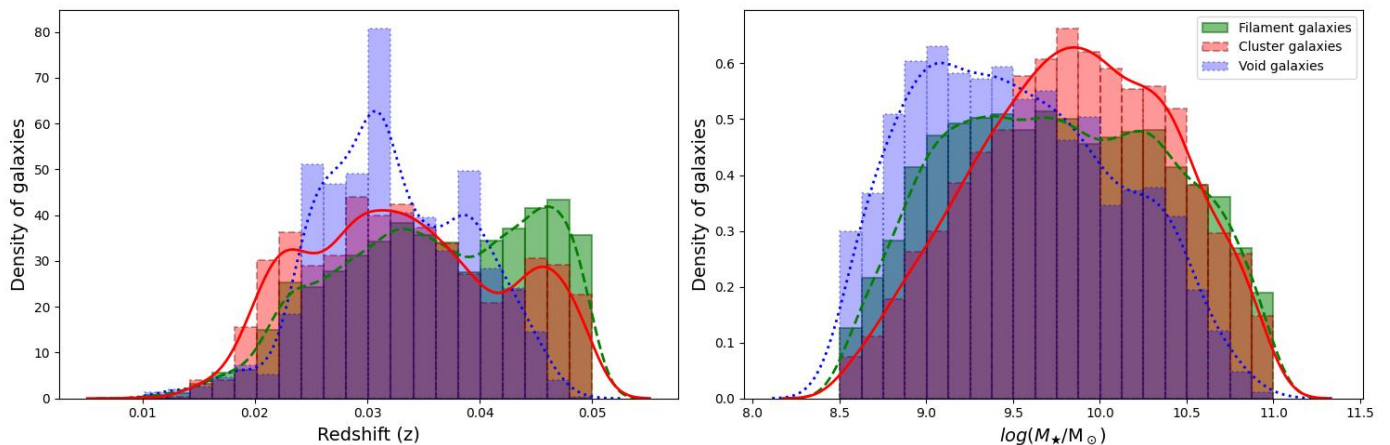 80
70
60
50
40
30
20
10
0
Density of galaxies
0.01 0.02 0.03 0.04 0.05
Redshift (z)
0.6
0.5
0.4
0.3
0.2
0.1
0.0
Density of galaxies
8.0 8.5 9.0 9.5 10.0 10.5 11.0 11.5
log(M★/M⊙)
Filament galaxies
Cluster galaxies
Void galaxies